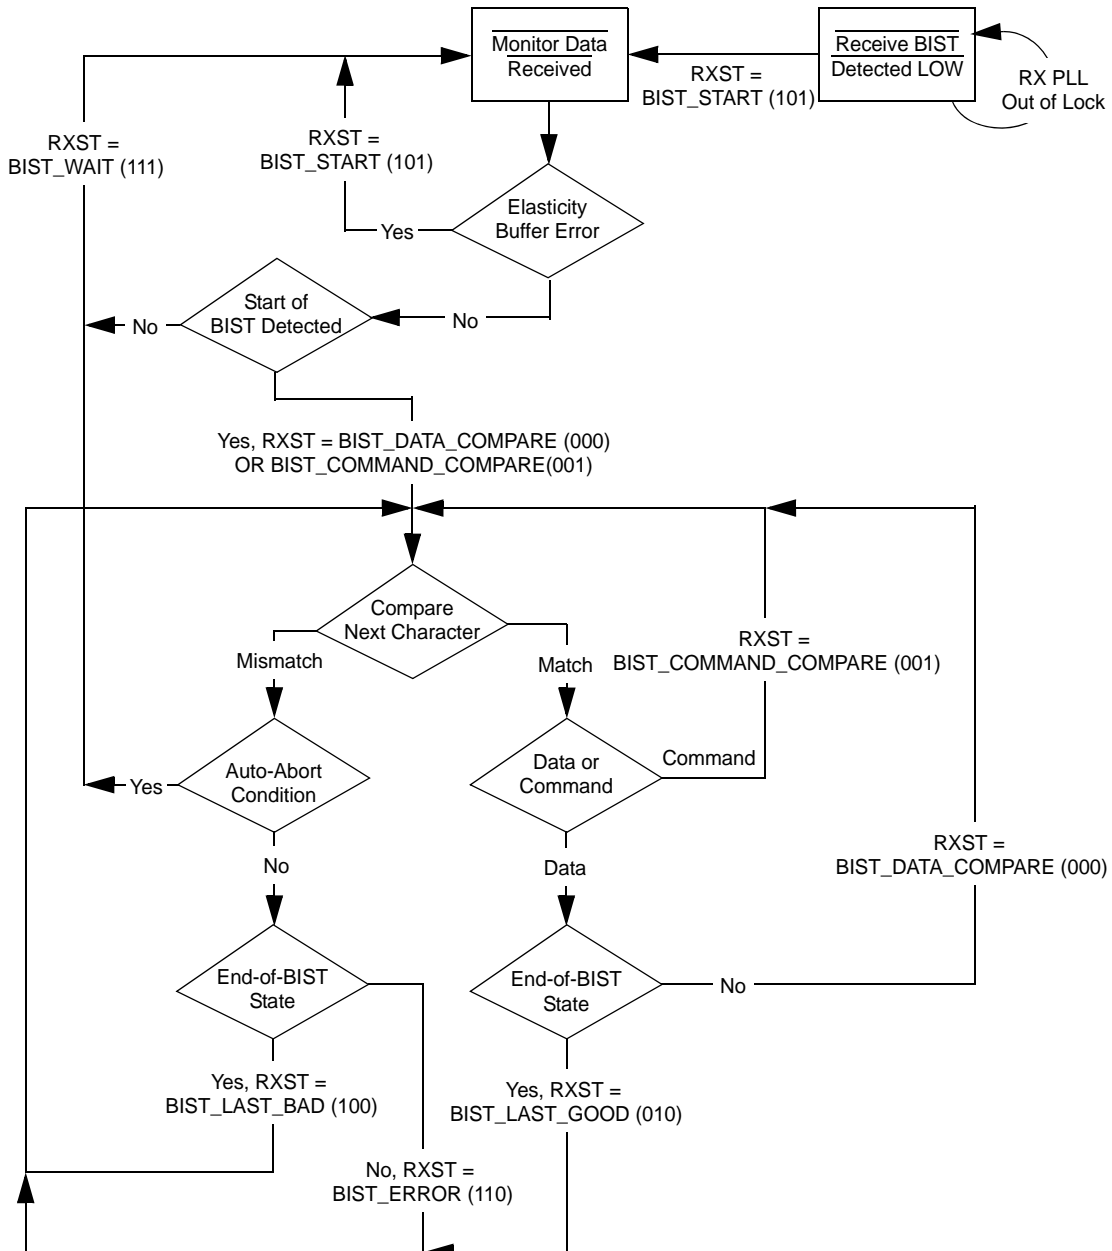 Monitor Data
Received
Receive BIST
Detected LOW
RX PLL
Out of Lock
RXST =
BIST_START (101)
RXST =
BIST_WAIT (111)
RXST =
BIST_START (101)
Elasticity
Buffer Error
Yes
No
Start of
BIST Detected
No
Yes, RXST = BIST_DATA_COMPARE (000)
OR BIST_COMMAND_COMPARE(001)
Compare
Next Character
Mismatch
Match
RXST =
BIST_COMMAND_COMPARE (001)
Auto-Abort
Condition
Yes
Data or
Command
Command
No
Data
RXST =
BIST_DATA_COMPARE (000)
End-of-BIST
State
End-of-BIST
State
No
Yes, RXST =
BIST_LAST_BAD (100)
Yes, RXST =
BIST_LAST_GOOD (010)
No, RXST =
BIST_ERROR (110)